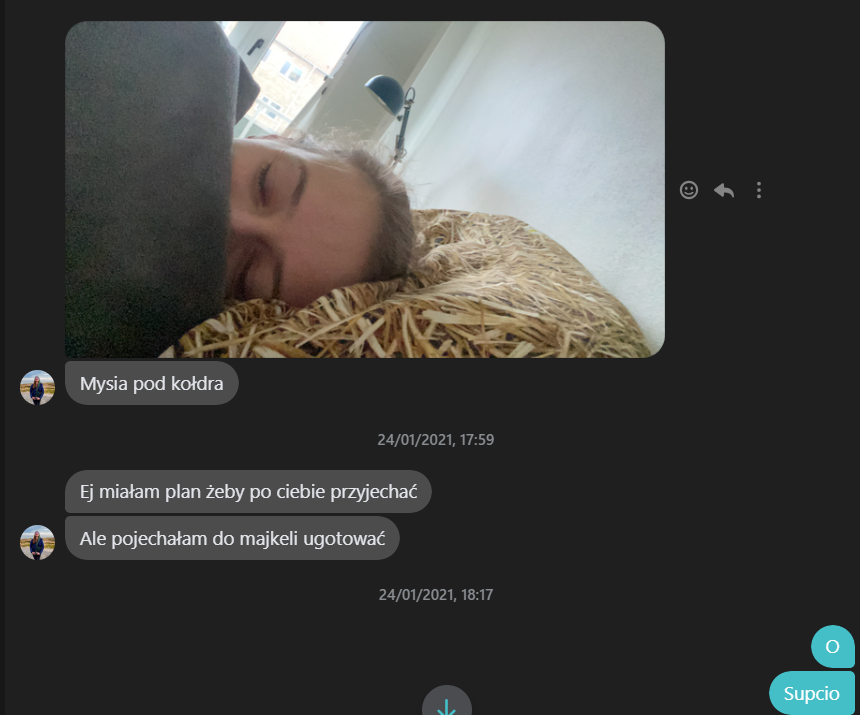 Mysia pod kołdra
24/01/2021, 17:59
Ej miałam plan żeby po ciebie przyjechać
Ale pojechałam do majkeli ugotować
24/01/2021, 18:17
O
Supcio